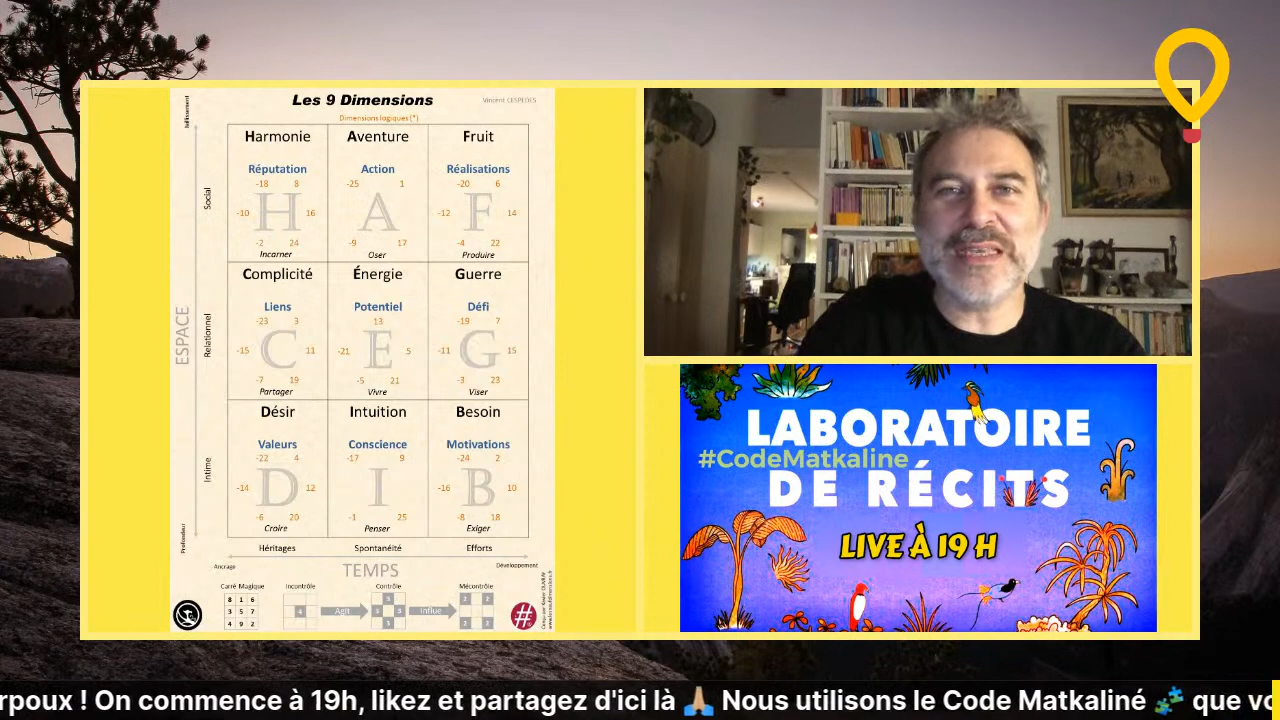 Les 9 Dimensions
Vincent CESPEDES
Dimensions logiques (*)
Jaillissement
ESPACE
Profondeur
Social
Relationnel
Intime
Harmonie
Aventure
Fruit
Réputation
Action
Réalisations
-18 8
-25 1
-20 6
-10 H 16
A
-12 F 14
-2 24
-9 17
-4 22
Incarner
Oser
Produire
Complicité
Énergie
Guerre
Liens
Potentiel
Défi
-23 3
13
-19 7
-15 C 11
-21 E 5
-11 G 15
-7 19
-5 21
-3 23
Partager
Vivre
Viser
Désir
Intuition
Besoin
Valeurs
Conscience
Motivations
-22 4
-17 9
-24 2
-14 D 12
I
-16 B 10
-6 20
-1 25
-8 18
Croire
Penser
Exiger
Héritages
Spontanéité
Efforts
Ancrage
TEMPS
Développement
Carré Magique
Incontrôle
Contrôle
Mécontrôle
8 1 6
3 5 7
4 9 2
4
Agit
Influe
#
LABORATOIRE
#CodeMatkaline
DE RÉCITS
LIVE À 19 H
rpoux ! On commence à 19h, likez et partagez d'ici là 🙏🏼 Nous utilisons le Code Matkaliné 🧩 que vo